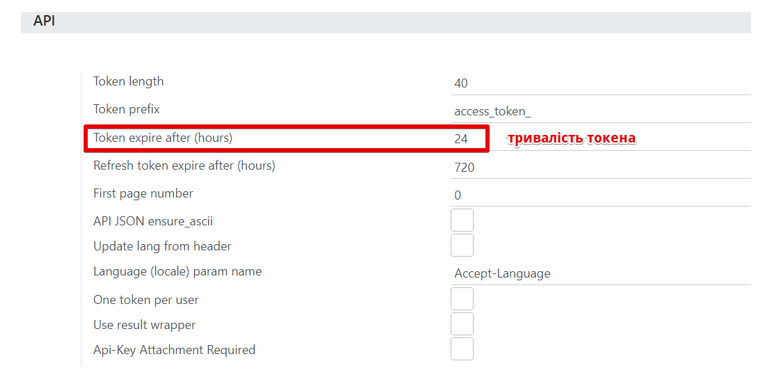 API
Token length 40
Token prefix access_token_
Token expire after (hours) 24 тривалість токена
Refresh token expire after (hours) 720
First page number 0
API JSON ensure_ascii
Update lang from header
Language (locale) param name Accept-Language
One token per user
Use result wrapper
Api-Key Attachment Required